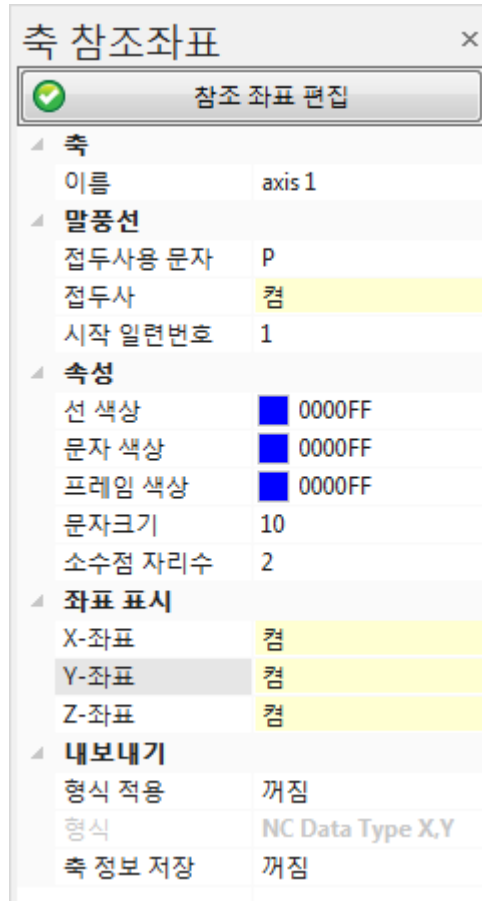 축 참조좌표 ×
참조 좌표 편집
축
이름 axis 1
말풍선
접두사용 문자 P
접두사 켬
시작 일련번호 1
속성
선 색상 0000FF
문자 색상 0000FF
프레임 색상 0000FF
문자크기 10
소수점 자리수 2
좌표 표시
X-좌표 켬
Y-좌표 켬
Z-좌표 켬
내보내기
형식 적용 꺼짐
형식 NC Data Type X,Y
축 정보 저장 꺼짐